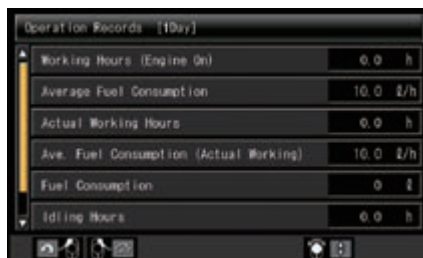 Operation Records [1Day]
Working Hours (Engine On) 0.0 h
Average Fuel Consumption 10.0 ℓ/h
Actual Working Hours 0.0 h
Ave. Fuel Consumption (Actual Working) 10.0 ℓ/h
Fuel Consumption 0 ℓ
Idling Hours 0.0 h